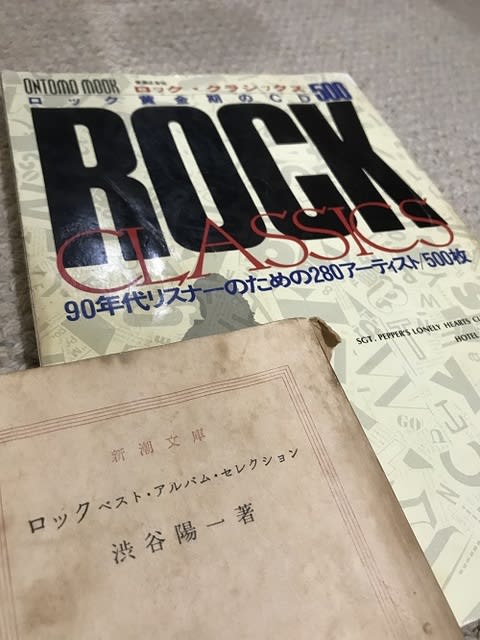 ONTOMO MOOK
ロック・クラシックス
ロック黄金期のCD500
ROCK
CLASSICS
90年代リスナーのための280アーティスト/500枚
SGT. PEPPER'S LONELY HEARTS
HOTEL
新潮文庫
ロック ベスト・アルバム・セレクション
渋谷陽一著